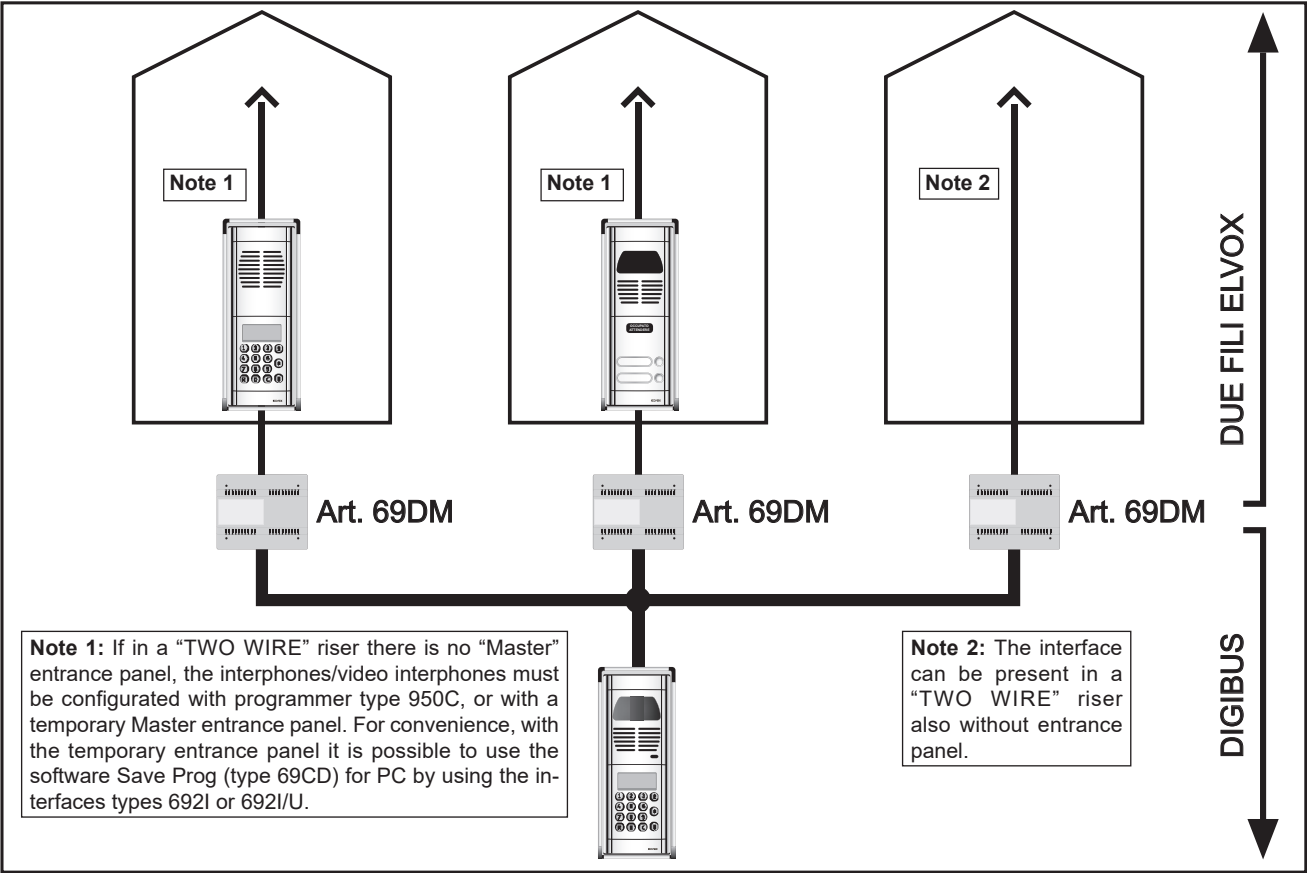 Note 1
Note 1
Note 2
OCCUPATO
ATTENDERE
DUE FILI ELVOX
Art. 69DM
Art. 69DM
Art. 69DM
Note 1: If in a “TWO WIRE” riser there is no “Master”
entrance panel, the interphones/video interphones must
be configurated with programmer type 950C, or with a
temporary Master entrance panel. For convenience, with
the temporary entrance panel it is possible to use the
software Save Prog (type 69CD) for PC by using the in-
terfaces types 692I or 692I/U.
Note 2: The interface
can be present in a
“TWO WIRE” riser
also without entrance
panel.
DIGIBUS